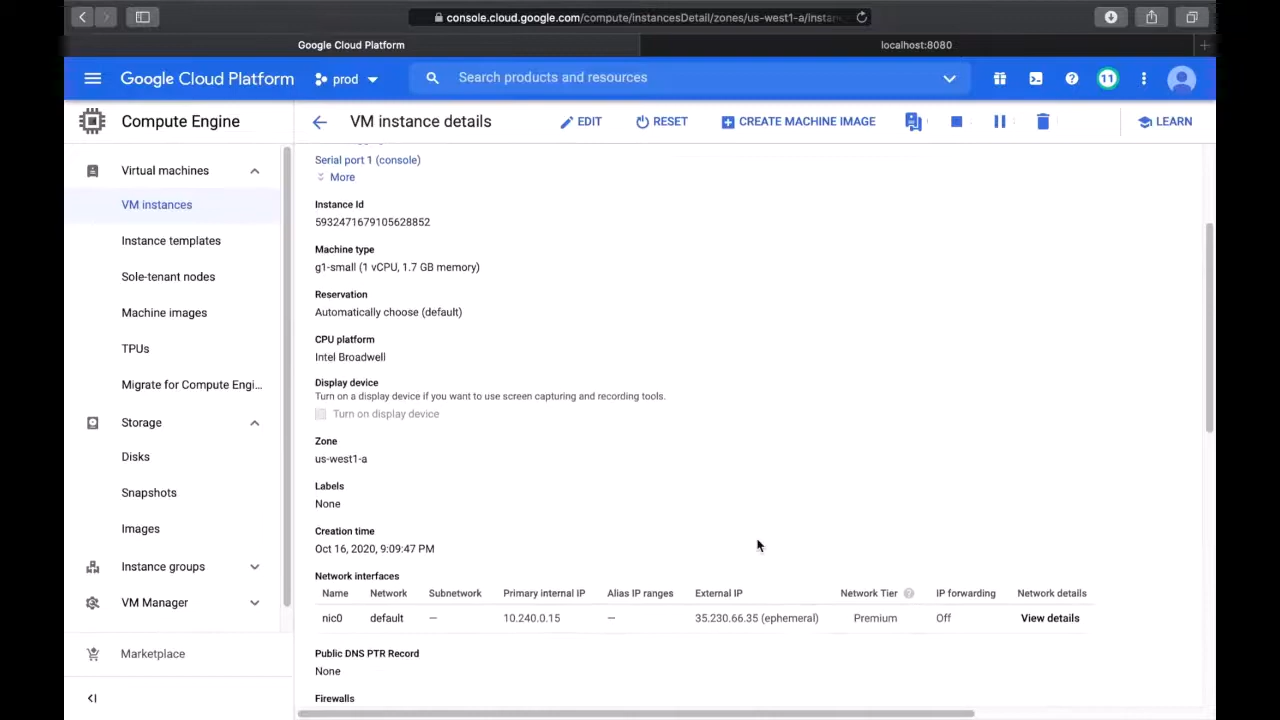 console.cloud.google.com/compute/instancesDetail/zones/us-west1-a/instan
Google Cloud Platform
localhost:8080
Google Cloud Platform
prod
Search products and resources
11
Compute Engine
VM instance details
EDIT
RESET
CREATE MACHINE IMAGE
LEARN
Virtual machines
VM instances
Instance templates
Sole-tenant nodes
Machine images
TPUs
Migrate for Compute Engi...
Storage
Disks
Snapshots
Images
Instance groups
VM Manager
Marketplace
Serial port 1 (console)
More
Instance Id
5932471679105628852
Machine type
g1-small (1 vCPU, 1.7 GB memory)
Reservation
Automatically choose (default)
CPU platform
Intel Broadwell
Display device
Turn on a display device if you want to use screen capturing and recording tools.
Turn on display device
Zone
us-west1-a
Labels
None
Creation time
Oct 16, 2020, 9:09:47 PM
Network interfaces
Name Network Subnetwork Primary internal IP Alias IP ranges External IP Network Tier IP forwarding Network details
nic0 default — 10.240.0.15 — 35.230.66.35 (ephemeral) Premium Off View details
Public DNS PTR Record
None
Firewalls